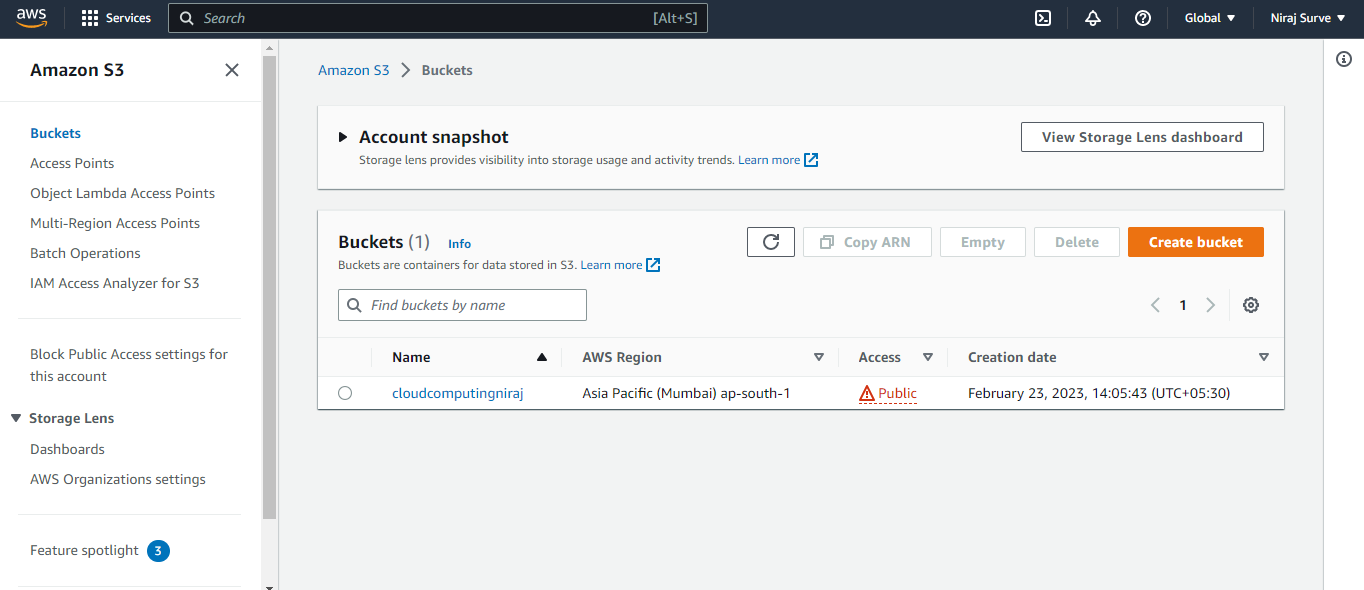 aws Services Search [Alt+S] Global Niraj Surve
Amazon S3
Buckets
Access Points
Object Lambda Access Points
Multi-Region Access Points
Batch Operations
IAM Access Analyzer for S3
Block Public Access settings for
this account
Storage Lens
Dashboards
AWS Organizations settings
Feature spotlight 3
Amazon S3 Buckets
Account snapshot View Storage Lens dashboard
Storage lens provides visibility into storage usage and activity trends. Learn more
Buckets (1) Info Copy ARN Empty Delete Create bucket
Buckets are containers for data stored in S3. Learn more
Find buckets by name 1
Name AWS Region Access Creation date
cloudcomputingniraj Asia Pacific (Mumbai) ap-south-1 Public February 23, 2023, 14:05:43 (UTC+05:30)